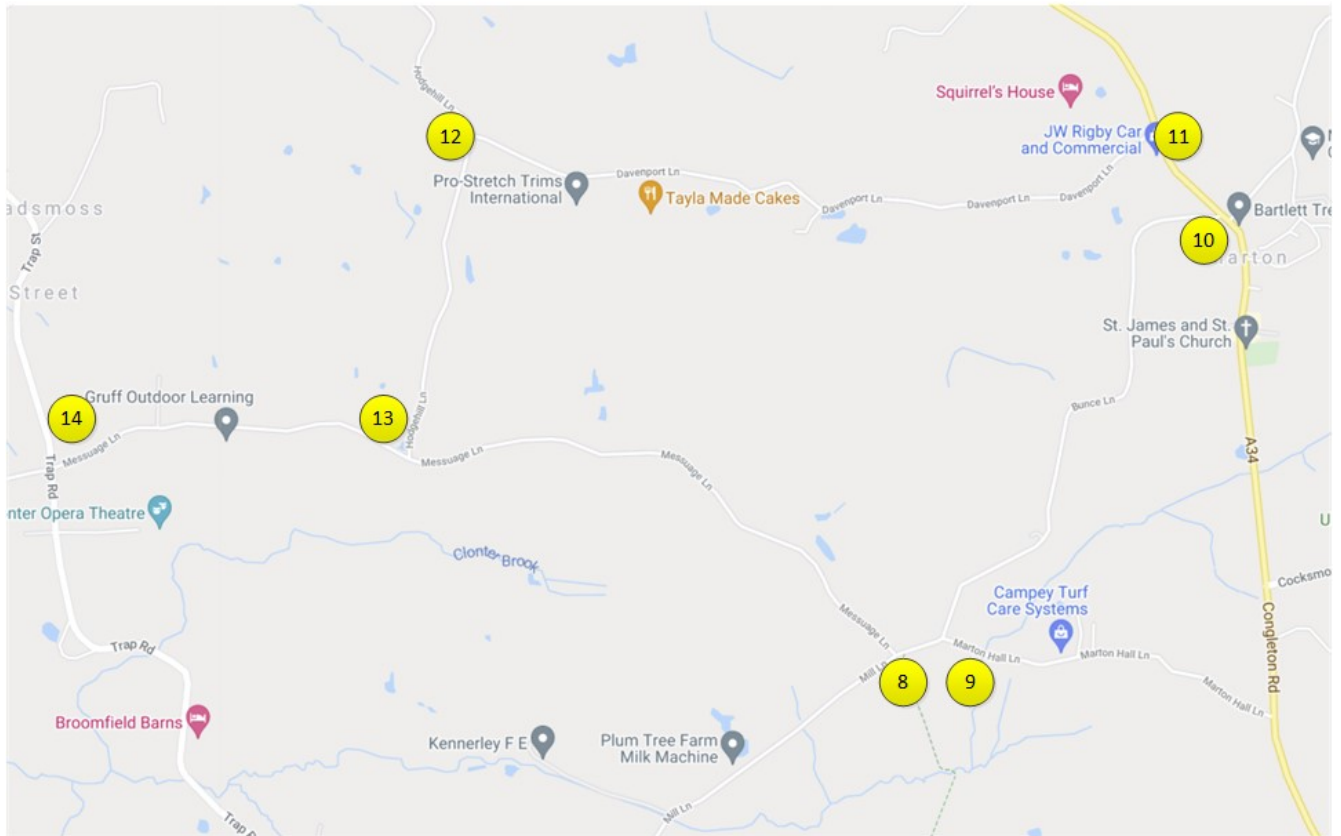 Hodgehill Ln
12
Squirrel's House
JW Rigby Car
and Commercial
11
Pro-Stretch Trims
International
Davenport Ln
Tayla Made Cakes
Davenport Ln
Davenport Ln
Davenport Ln
Bartlett Tre
10
arton
adsmoss
Trap St
Street
St. James and St.
Paul's Church
14
Gruff Outdoor Learning
13
Hodgehill Ln
Bunce Ln
Messuage Ln
Messuage Ln
Messuage Ln
A34
Trap Rd
nter Opera Theatre
Clonter Brook
U
Cocksmo
Campey Turf
Care Systems
Messuage Ln
Congleton Rd
Trap Rd
Mill Ln
8
9
Marton Hall Ln
Marton Hall Ln
Marton Hall Ln
Broomfield Barns
Kennerley F E
Plum Tree Farm
Milk Machine
Mill Ln
Trap R